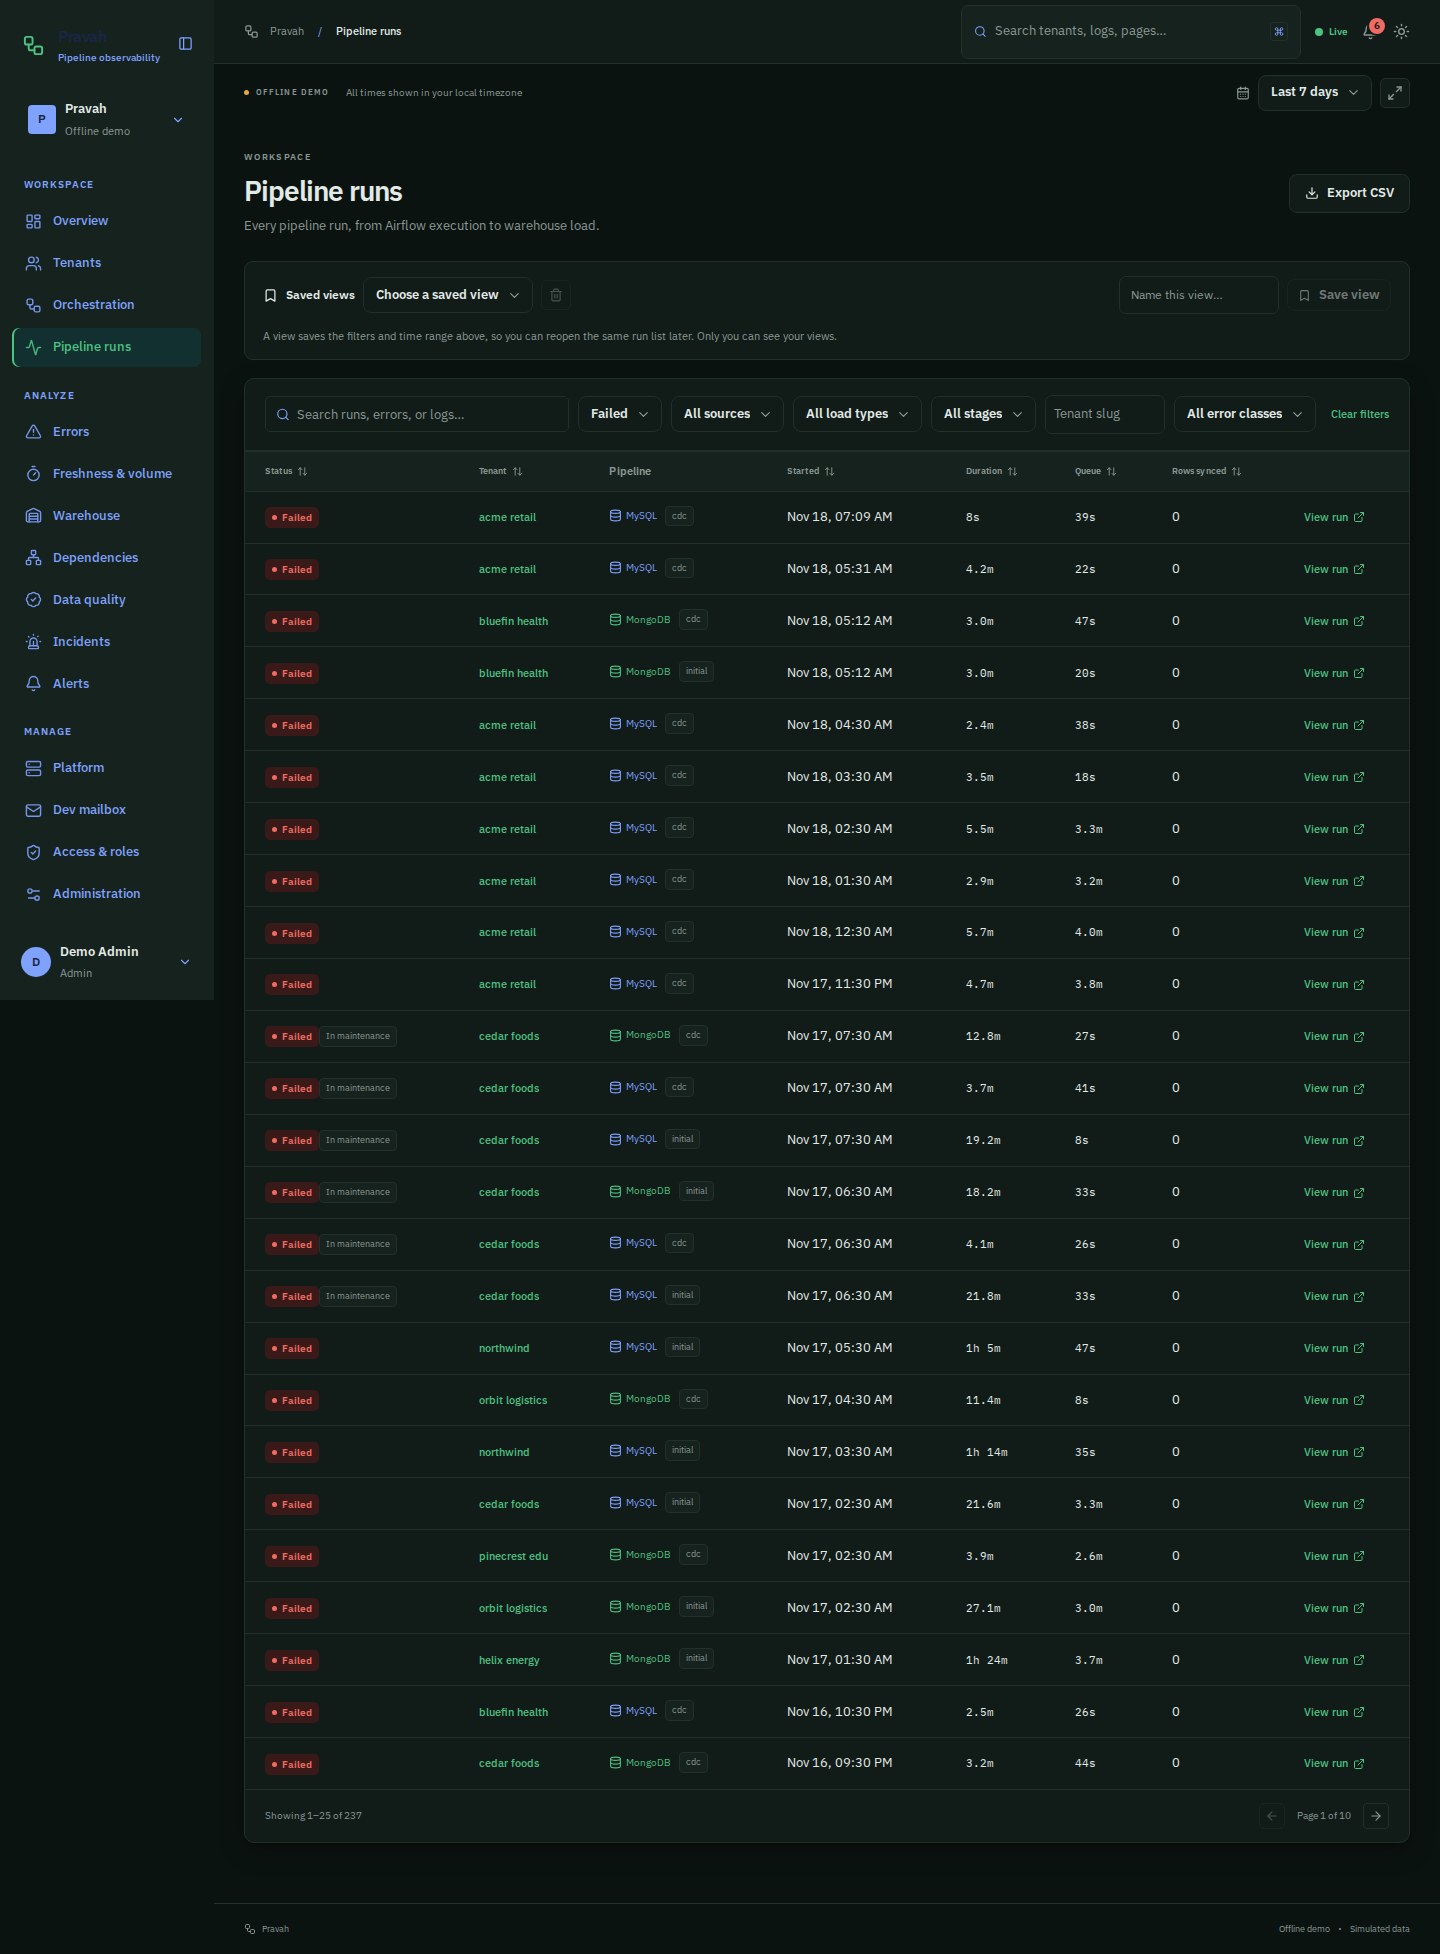 Pravah
Pipeline observability
P
Pravah
Offline demo
WORKSPACE
Overview
Tenants
Orchestration
Pipeline runs
ANALYZE
Errors
Freshness & volume
Warehouse
Dependencies
Data quality
Incidents
Alerts
MANAGE
Platform
Dev mailbox
Access & roles
Administration
D
Demo Admin
Admin
Pravah / Pipeline runs
Search tenants, logs, pages... ⌘ Live 6
OFFLINE DEMO All times shown in your local timezone Last 7 days
WORKSPACE
Pipeline runs
Every pipeline run, from Airflow execution to warehouse load.
Export CSV
Saved views Choose a saved view Name this view... Save view
A view saves the filters and time range above, so you can reopen the same run list later. Only you can see your views.
Search runs, errors, or logs... Failed All sources All load types All stages Tenant slug All error classes Clear filters
Status Tenant Pipeline Started Duration Queue Rows synced
Failed acme retail MySQL cdc Nov 18, 07:09 AM 8s 39s 0 View run
Failed acme retail MySQL cdc Nov 18, 05:31 AM 4.2m 22s 0 View run
Failed bluefin health MongoDB cdc Nov 18, 05:12 AM 3.0m 47s 0 View run
Failed bluefin health MongoDB initial Nov 18, 05:12 AM 3.0m 20s 0 View run
Failed acme retail MySQL cdc Nov 18, 04:30 AM 2.4m 38s 0 View run
Failed acme retail MySQL cdc Nov 18, 03:30 AM 3.5m 18s 0 View run
Failed acme retail MySQL cdc Nov 18, 02:30 AM 5.5m 3.3m 0 View run
Failed acme retail MySQL cdc Nov 18, 01:30 AM 2.9m 3.2m 0 View run
Failed acme retail MySQL cdc Nov 18, 12:30 AM 5.7m 4.0m 0 View run
Failed acme retail MySQL cdc Nov 17, 11:30 PM 4.7m 3.8m 0 View run
Failed In maintenance cedar foods MongoDB cdc Nov 17, 07:30 AM 12.8m 27s 0 View run
Failed In maintenance cedar foods MySQL cdc Nov 17, 07:30 AM 3.7m 41s 0 View run
Failed In maintenance cedar foods MySQL initial Nov 17, 07:30 AM 19.2m 8s 0 View run
Failed In maintenance cedar foods MongoDB initial Nov 17, 06:30 AM 18.2m 33s 0 View run
Failed In maintenance cedar foods MySQL cdc Nov 17, 06:30 AM 4.1m 26s 0 View run
Failed In maintenance cedar foods MySQL initial Nov 17, 06:30 AM 21.8m 33s 0 View run
Failed northwind MySQL initial Nov 17, 05:30 AM 1h 5m 47s 0 View run
Failed orbit logistics MongoDB cdc Nov 17, 04:30 AM 11.4m 8s 0 View run
Failed northwind MySQL initial Nov 17, 03:30 AM 1h 14m 35s 0 View run
Failed cedar foods MySQL initial Nov 17, 02:30 AM 21.6m 3.3m 0 View run
Failed pinecrest edu MongoDB cdc Nov 17, 02:30 AM 3.9m 2.6m 0 View run
Failed orbit logistics MongoDB initial Nov 17, 02:30 AM 27.1m 3.0m 0 View run
Failed helix energy MongoDB initial Nov 17, 01:30 AM 1h 24m 3.7m 0 View run
Failed bluefin health MySQL cdc Nov 16, 10:30 PM 2.5m 26s 0 View run
Failed cedar foods MongoDB cdc Nov 16, 09:30 PM 3.2m 44s 0 View run
Showing 1–25 of 237 Page 1 of 10
Pravah Offline demo • Simulated data